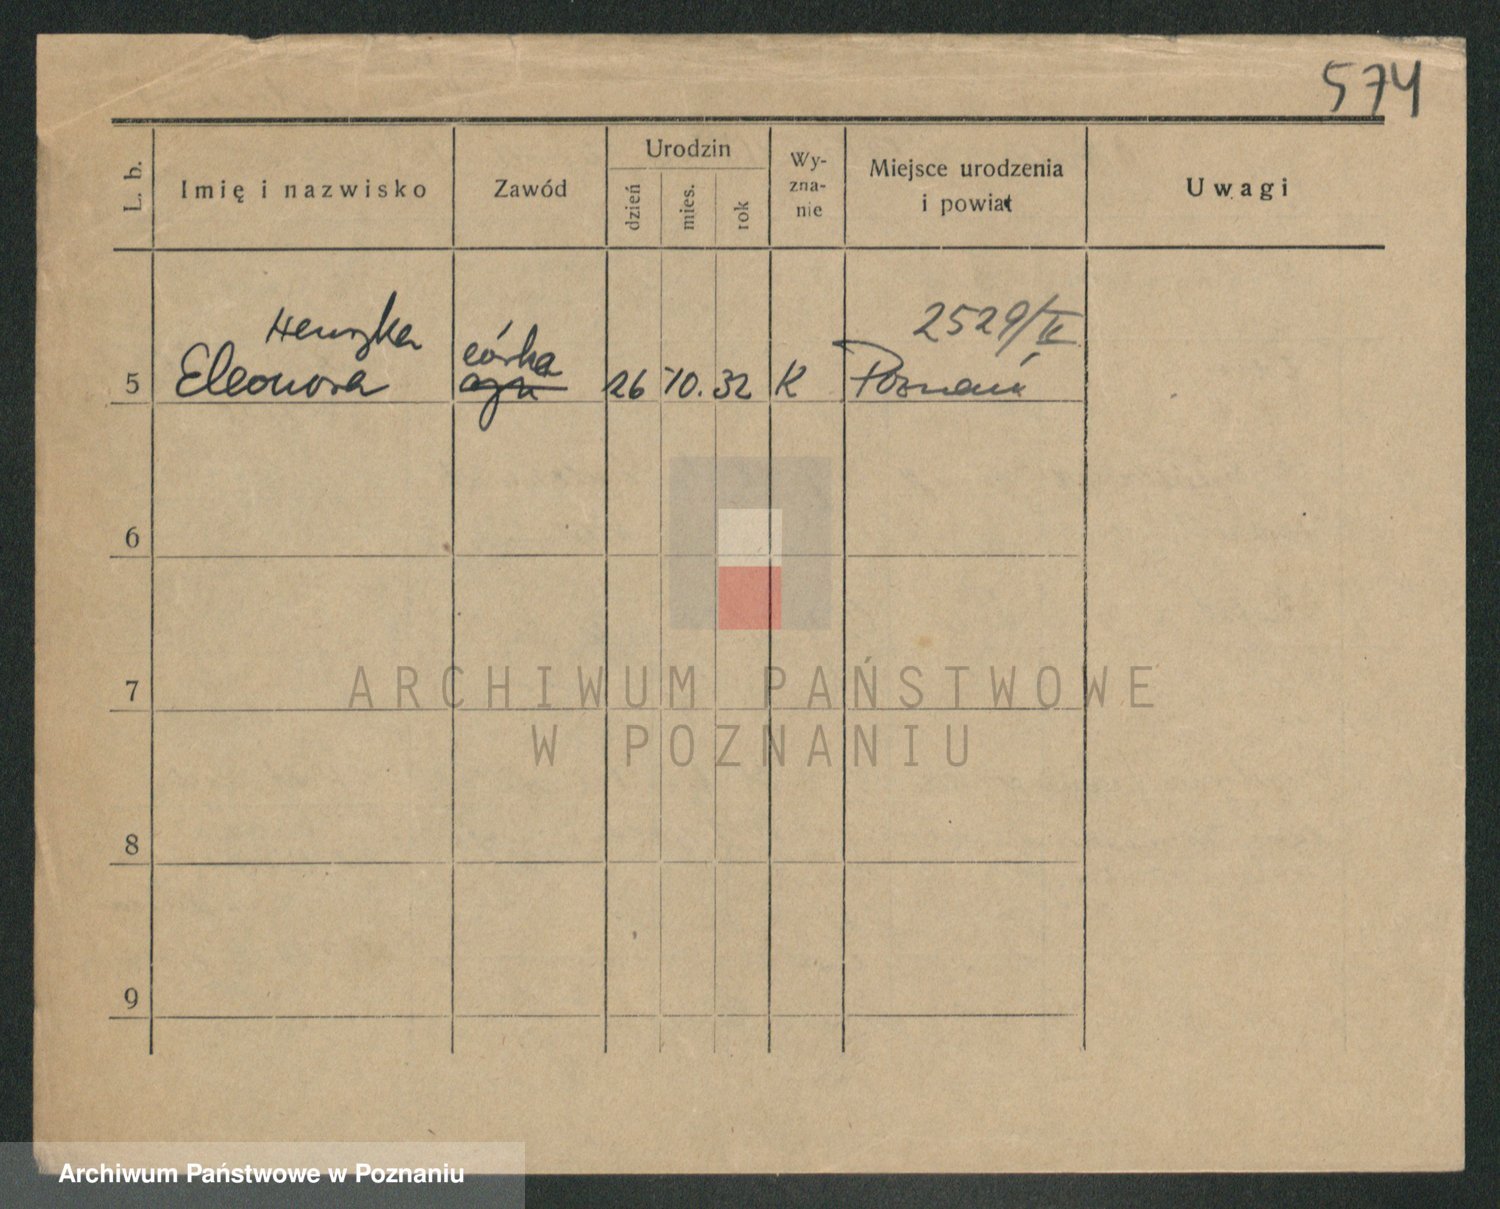 574
L. b.
Imię i nazwisko
Zawód
Urodzin
dzień
mies.
rok
Wy-
zna-
nie
Miejsce urodzenia
i powiat
Uwagi
2529/II
5
Eleonora
córka
26 10. 32 K Poznań
6
7
8
9
ARCHIWUM PAŃSTWOWE
W POZNANIU
Archiwum Państwowe w Poznaniu